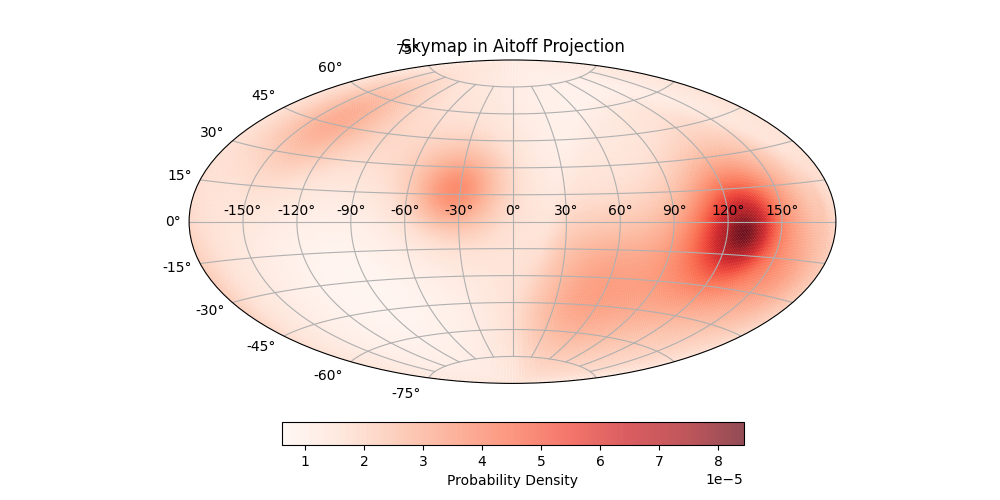 75°
Skymap in Aitoff Projection
60°
45°
30°
15°
-150° -120° -90° -60° -30° 0° 30° 60° 90° 120° 150°
0°
-15°
-30°
-45°
-60°
-75°
1 2 3 4 5 6 7 8
Probability Density
1e−5